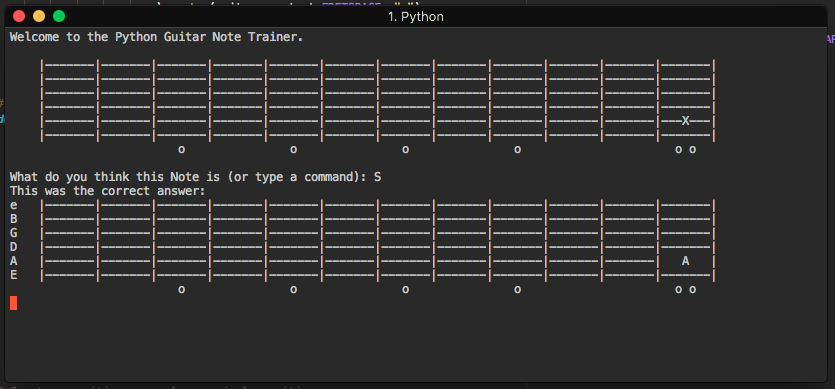 1. Python
Welcome to the Python Guitar Note Trainer.
|———————|———————|———————|———————|———————|———————|———————|———————|———————|———————|———————|———————|
|———————|———————|———————|———————|———————|———————|———————|———————|———————|———————|———————|———————|
|———————|———————|———————|———————|———————|———————|———————|———————|———————|———————|———————|———————|
|———————|———————|———————|———————|———————|———————|———————|———————|———————|———————|———————|———————|
|———————|———————|———————|———————|———————|———————|———————|———————|———————|———————|———————|———X———|
|———————|———————|———————|———————|———————|———————|———————|———————|———————|———————|———————|———————|
o o o o o o
What do you think this Note is (or type a command): S
This was the correct answer:
e |———————|———————|———————|———————|———————|———————|———————|———————|———————|———————|———————|———————|
B |———————|———————|———————|———————|———————|———————|———————|———————|———————|———————|———————|———————|
G |———————|———————|———————|———————|———————|———————|———————|———————|———————|———————|———————|———————|
D |———————|———————|———————|———————|———————|———————|———————|———————|———————|———————|———————|———————|
A |———————|———————|———————|———————|———————|———————|———————|———————|———————|———————|———————|   A   |
E |———————|———————|———————|———————|———————|———————|———————|———————|———————|———————|———————|———————|
o o o o o o